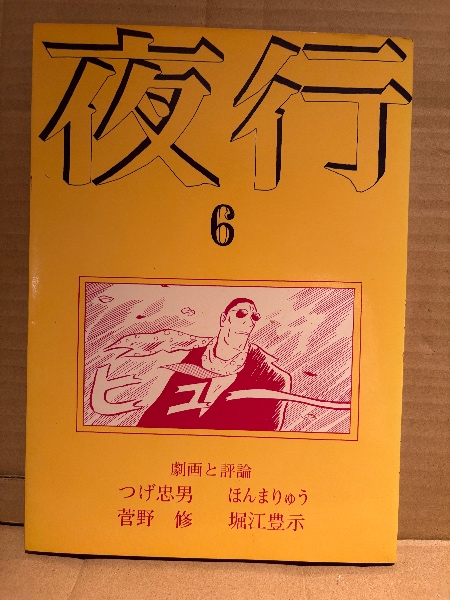 夜行
6
ヒュー
劇画と評論
つげ忠男 ほんまりゅう
菅野 修 堀江豊示